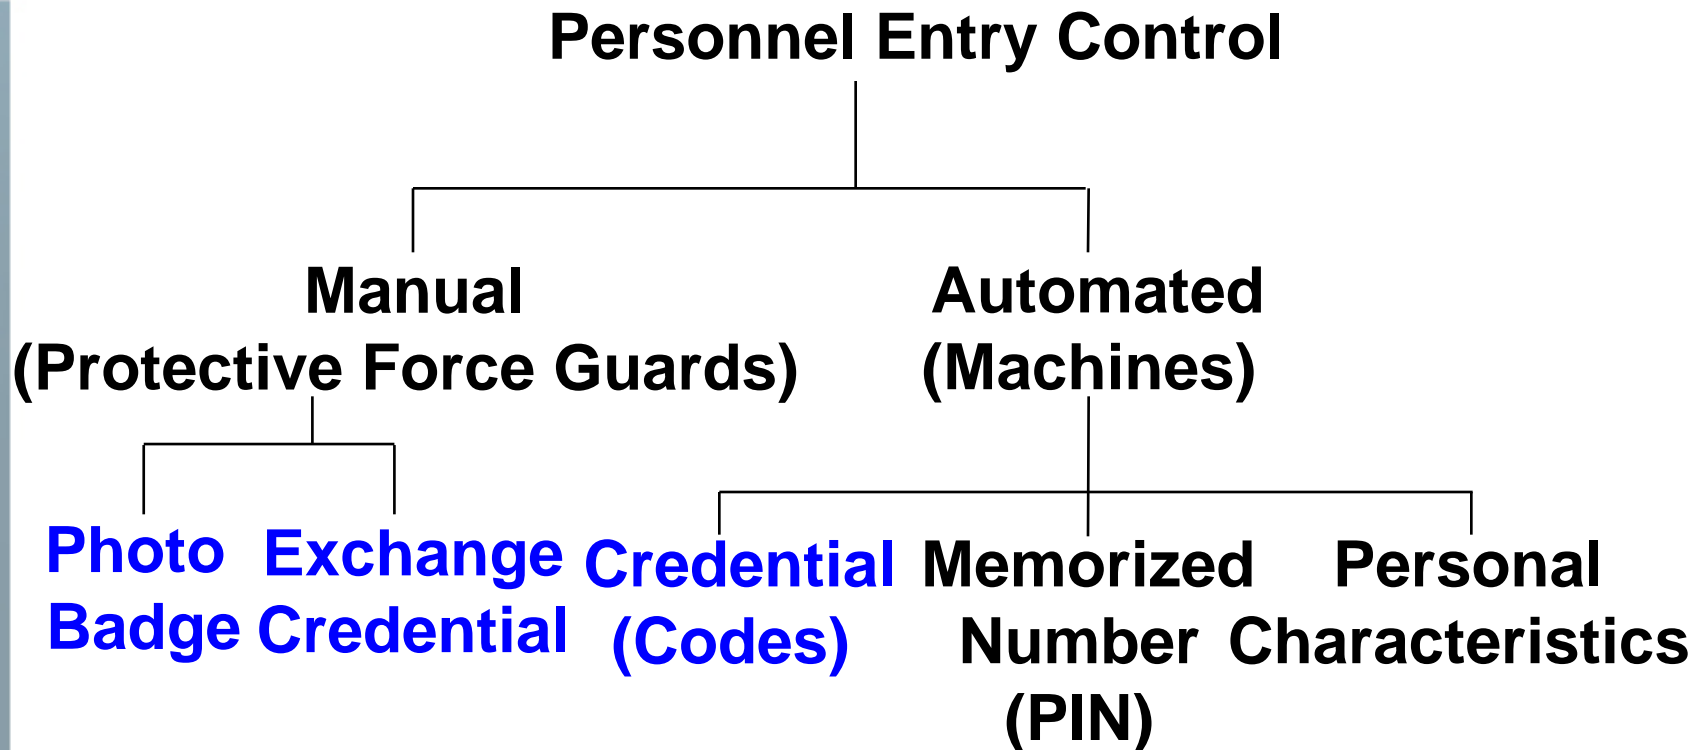 Personnel Entry Control
Manual
(Protective Force Guards)
Automated
(Machines)
Photo
Badge
Exchange
Credential
Credential
(Codes)
Memorized
Number
(PIN)
Personal
Characteristics